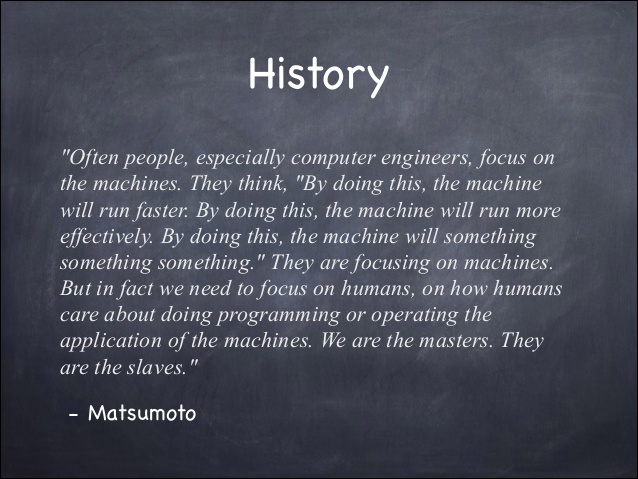 History
"Often people, especially computer engineers, focus on
the machines. They think, "By doing this, the machine
will run faster. By doing this, the machine will run more
effectively. By doing this, the machine will something
something something." They are focusing on machines.
But in fact we need to focus on humans, on how humans
care about doing programming or operating the
application of the machines. We are the masters. They
are the slaves."
- Matsumoto